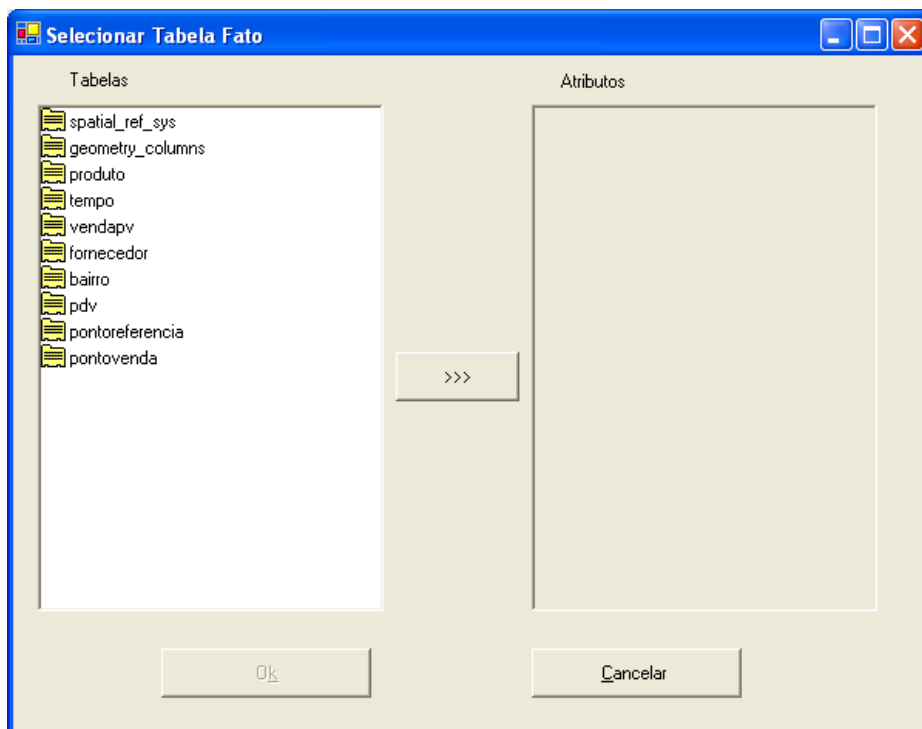 Selecionar Tabela Fato
Tabelas
Atributos
spatial_ref_sys
geometry_columns
produto
tempo
vendapv
fornecedor
bairro
pdv
pontoreferencia
pontovenda
>>>
Ok
Cancelar